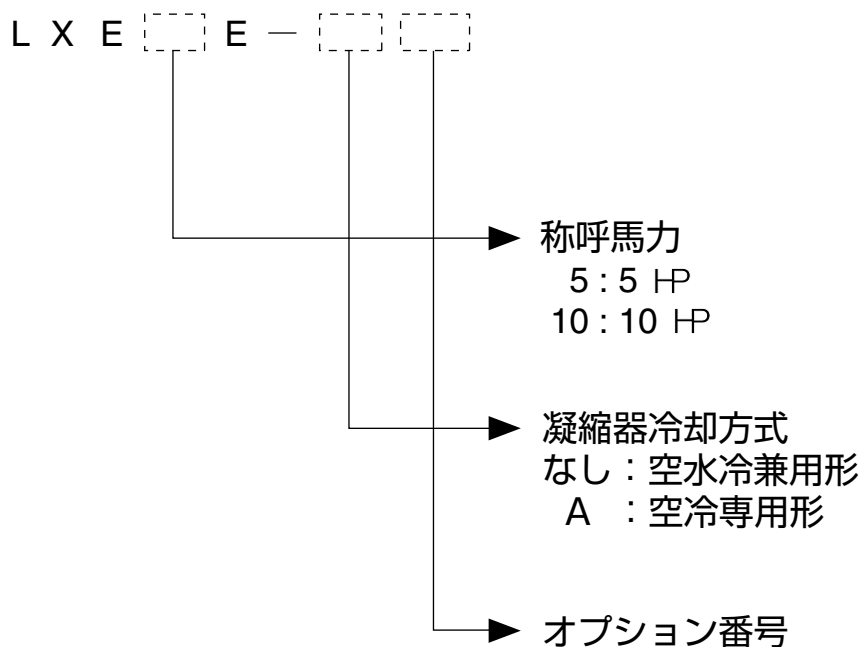 LXE E－
称呼馬力
5：5 HP
10：10 HP
凝縮器冷却方式
なし：空水冷兼用形
A ：空冷専用形
オプション番号